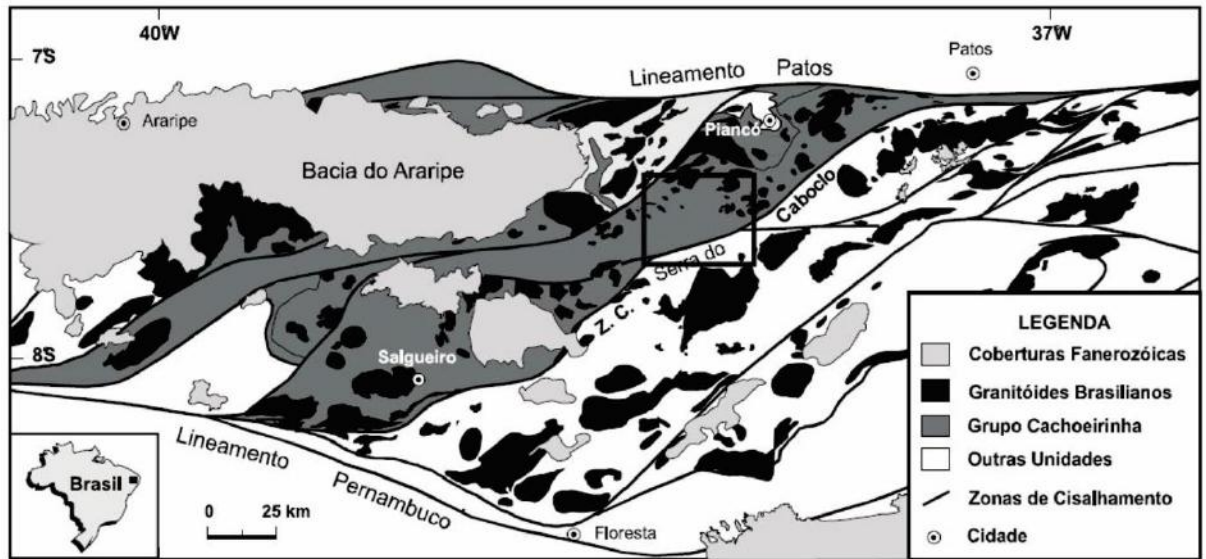 40W
37W
7S
8S
Lineamento Patos
Patos
Araripe
Piancó
Bacia do Araripe
Z. C. Serra do Caboclo
Salgueiro
Lineamento Pernambuco
Floresta
Brasil
0 25 km
LEGENDA
Coberturas Fanerozóicas
Granitóides Brasilianos
Grupo Cachoeirinha
Outras Unidades
Zonas de Cisalhamento
Cidade